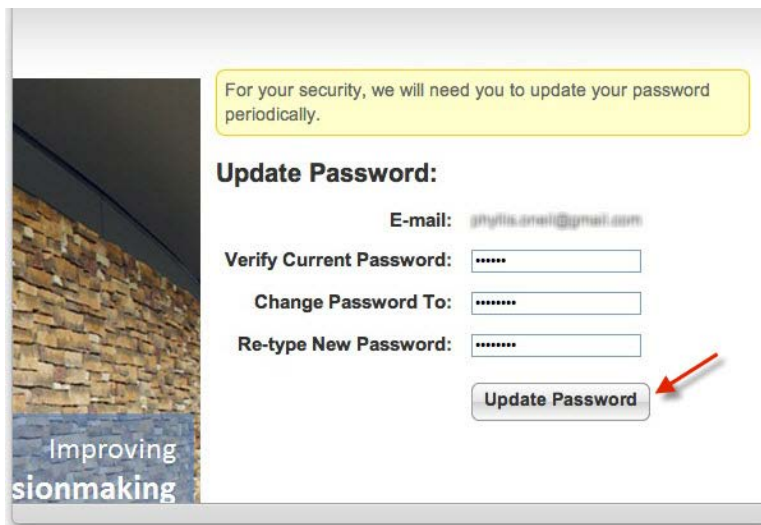 For your security, we will need you to update your password
periodically.
Update Password:
E-mail:
Verify Current Password: ••••••
Change Password To: ••••••••
Re-type New Password: ••••••••
Update Password
Improving
sionmaking